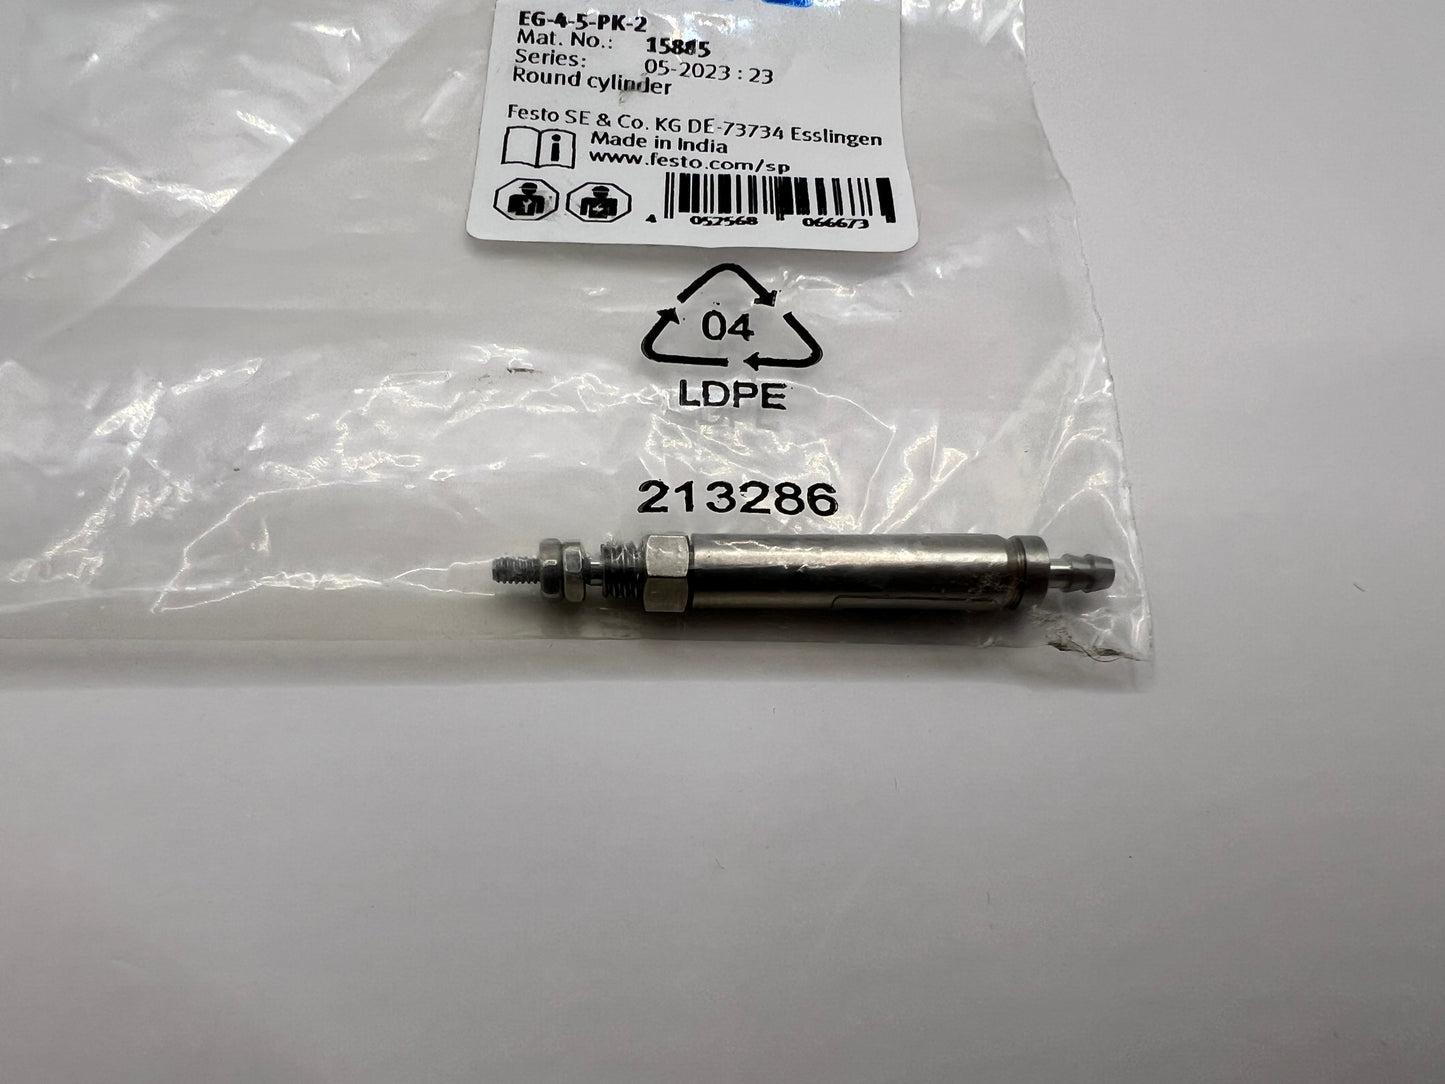 EG-4-5-PK-2
Mat. No.:
Series: 05-2023 : 23
Round cylinder
Festo SE & Co. KG DE-73734 Esslingen
Made in India
www.festo.com/sp
4 052568 066673
04
LDPE
213286